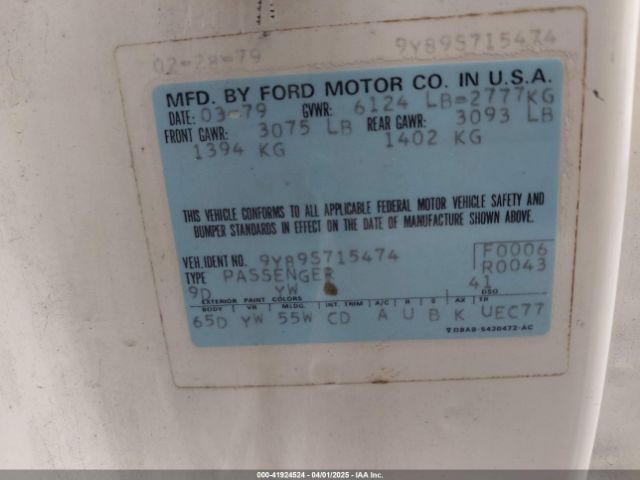 02-28-79 9Y89S715474
MFD. BY FORD MOTOR CO. IN U.S.A.
DATE: 03-79 GVWR: 6124 LB=2777KG
FRONT GAWR: 3075 LB REAR GAWR: 3093 LB
1394 KG 1402 KG
THIS VEHICLE CONFORMS TO ALL APPLICABLE FEDERAL MOTOR VEHICLE SAFETY AND
BUMPER STANDARDS IN EFFECT ON THE DATE OF MANUFACTURE SHOWN ABOVE.
VEH. IDENT NO. 9Y89S715474 F0006
TYPE PASSENGER R0043
9D YW 41
EXTERIOR PAINT COLORS DSO
BODY VR MLDG. INT. TRIM A/C R S AX TR
65D YW 55W CD A U B K UEC77
D8AB-5420472-AC
000-41924524 / 04/01/2025 - IAA Inc.